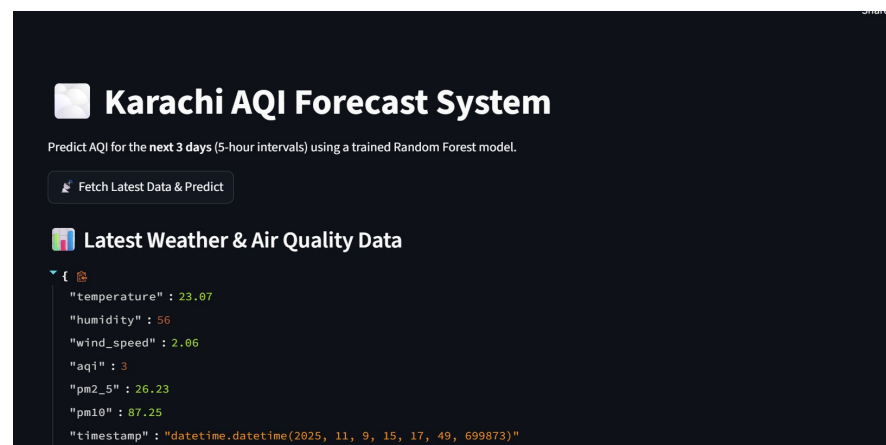 Karachi AQI Forecast System
Predict AQI for the next 3 days (5-hour intervals) using a trained Random Forest model.
Fetch Latest Data & Predict
Latest Weather & Air Quality Data
{
"temperature" : 23.07
"humidity" : 56
"wind_speed" : 2.06
"aqi" : 3
"pm2_5" : 26.23
"pm10" : 87.25
"timestamp" : "datetime.datetime(2025, 11, 9, 15, 17, 49, 699873)"